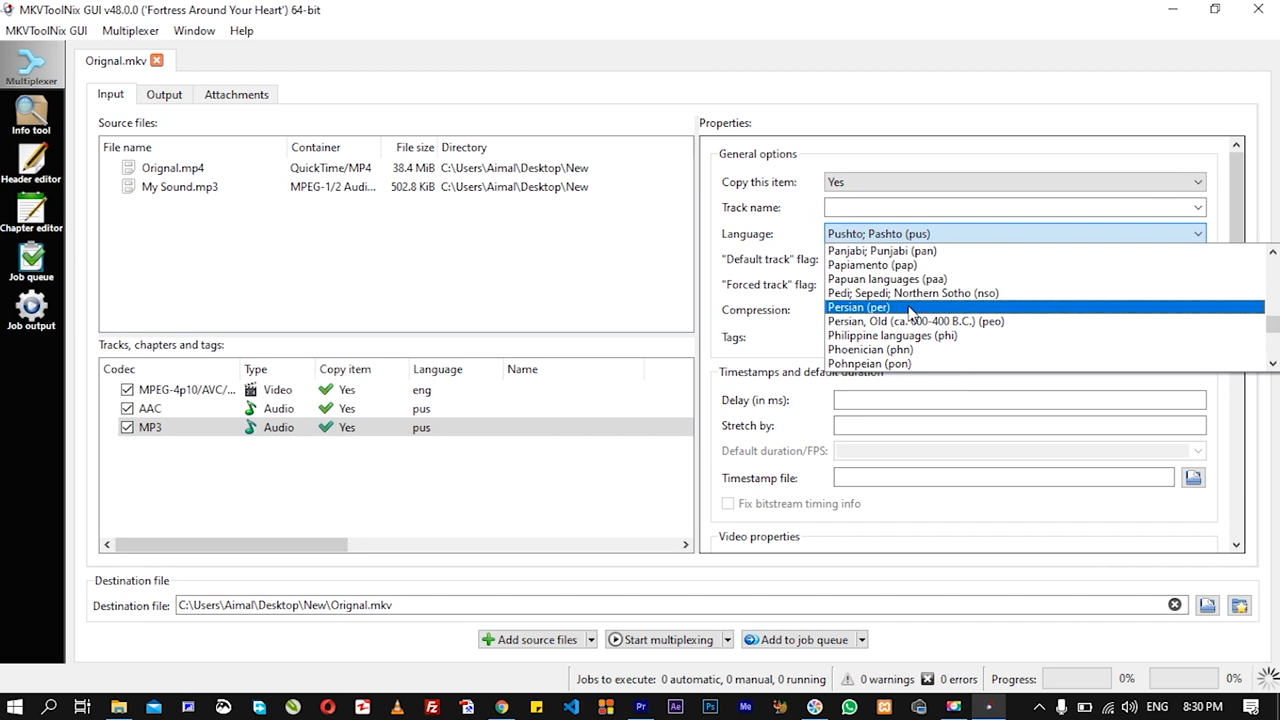 MKVToolNix GUI v48.0.0 ('Fortress Around Your Heart') 64-bit
MKVToolNix GUI Multiplexer Window Help
Multiplexer
Info tool
Header editor
Chapter editor
Job queue
Job output
Orignal.mkv
Input Output Attachments
Source files:
File name Container File size Directory
Orignal.mp4 QuickTime/MP4 38.4 MiB C:\Users\Aimal\Desktop\New
My Sound.mp3 MPEG-1/2 Audi... 502.8 KiB C:\Users\Aimal\Desktop\New
Tracks, chapters and tags:
Codec Type Copy item Language Name
MPEG-4p10/AVC/... Video Yes eng
AAC Audio Yes pus
MP3 Audio Yes pus
Properties:
General options
Copy this item: Yes
Track name:
Language: Pushto; Pashto (pus)
"Default track" flag:
"Forced track" flag:
Compression:
Tags:
Panjabi; Punjabi (pan)
Papiamento (pap)
Papuan languages (paa)
Pedi; Sepedi; Northern Sotho (nso)
Persian (per)
Persian, Old (ca. 600-400 B.C.) (peo)
Philippine languages (phi)
Phoenician (phn)
Pohnpeian (pon)
Timestamps and default duration
Delay (in ms):
Stretch by:
Default duration/FPS:
Timestamp file:
Fix bitstream timing info
Video properties
Destination file
Destination file: C:\Users\Aimal\Desktop\New\Orignal.mkv
Add source files Start multiplexing Add to job queue
Jobs to execute: 0 automatic, 0 manual, 0 running 0 warnings 0 errors Progress: 0% 0%
ENG 8:30 PM